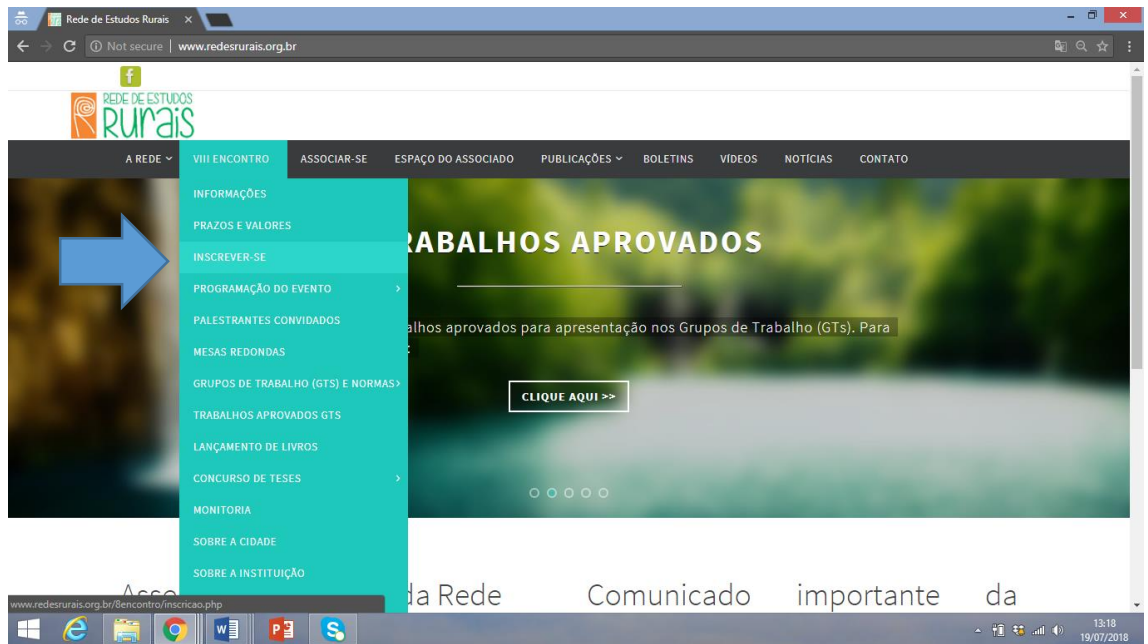 Rede de Estudos Rurais
Not secure | www.redesrurais.org.br
f
REDE DE ESTUDOS
RURAIS
A REDE VIII ENCONTRO ASSOCIAR-SE ESPAÇO DO ASSOCIADO PUBLICAÇÕES BOLETINS VÍDEOS NOTÍCIAS CONTATO
INFORMAÇÕES
PRAZOS E VALORES
INSCREVER-SE
PROGRAMAÇÃO DO EVENTO >
PALESTRANTES CONVIDADOS
MESAS REDONDAS
GRUPOS DE TRABALHO (GTS) E NORMAS>
TRABALHOS APROVADOS GTS
LANÇAMENTO DE LIVROS
CONCURSO DE TESES >
MONITORIA
SOBRE A CIDADE
SOBRE A INSTITUIÇÃO
RABALHOS APROVADOS
alhos aprovados para apresentação nos Grupos de Trabalho (GTs). Para
:
CLIQUE AQUI >>
da Rede
Comunicado importante da
www.redesrurais.org.br/8encontro/inscricao.php
13:18
19/07/2018